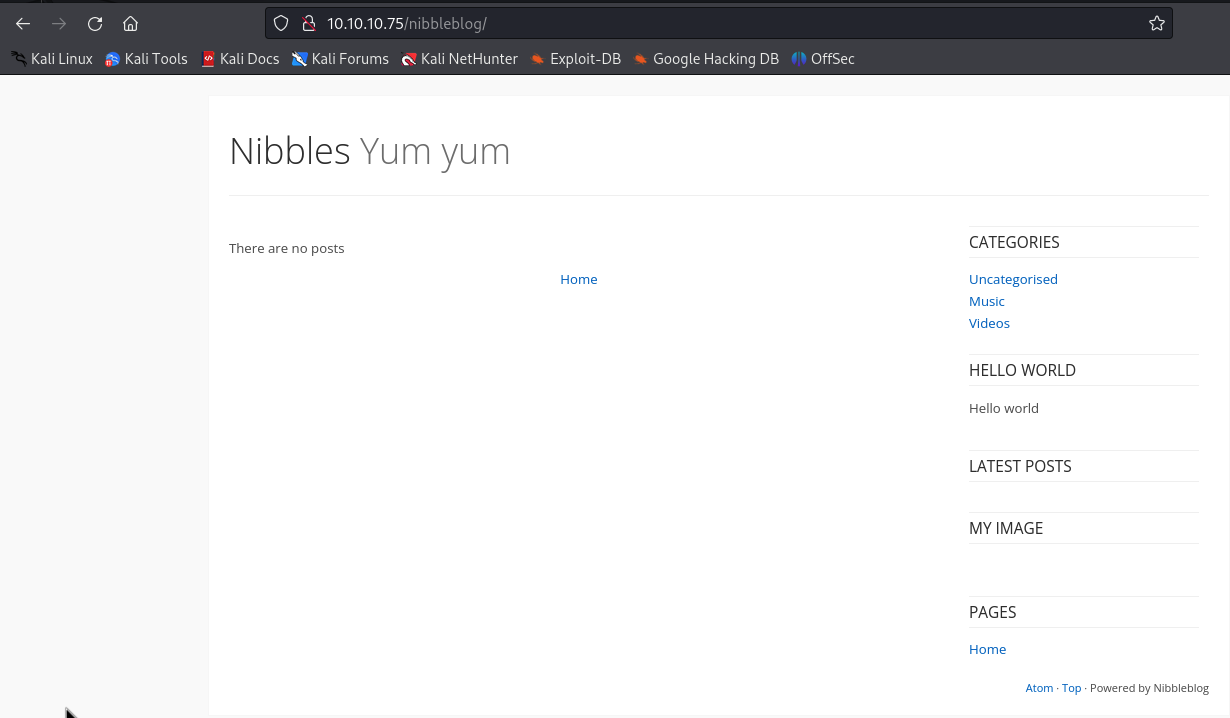 10.10.10.75/nibbleblog/
Kali Linux Kali Tools Kali Docs Kali Forums Kali NetHunter Exploit-DB Google Hacking DB OffSec
Nibbles Yum yum
There are no posts
Home
CATEGORIES
Uncategorised
Music
Videos
HELLO WORLD
Hello world
LATEST POSTS
MY IMAGE
PAGES
Home
Atom · Top · Powered by Nibbleblog